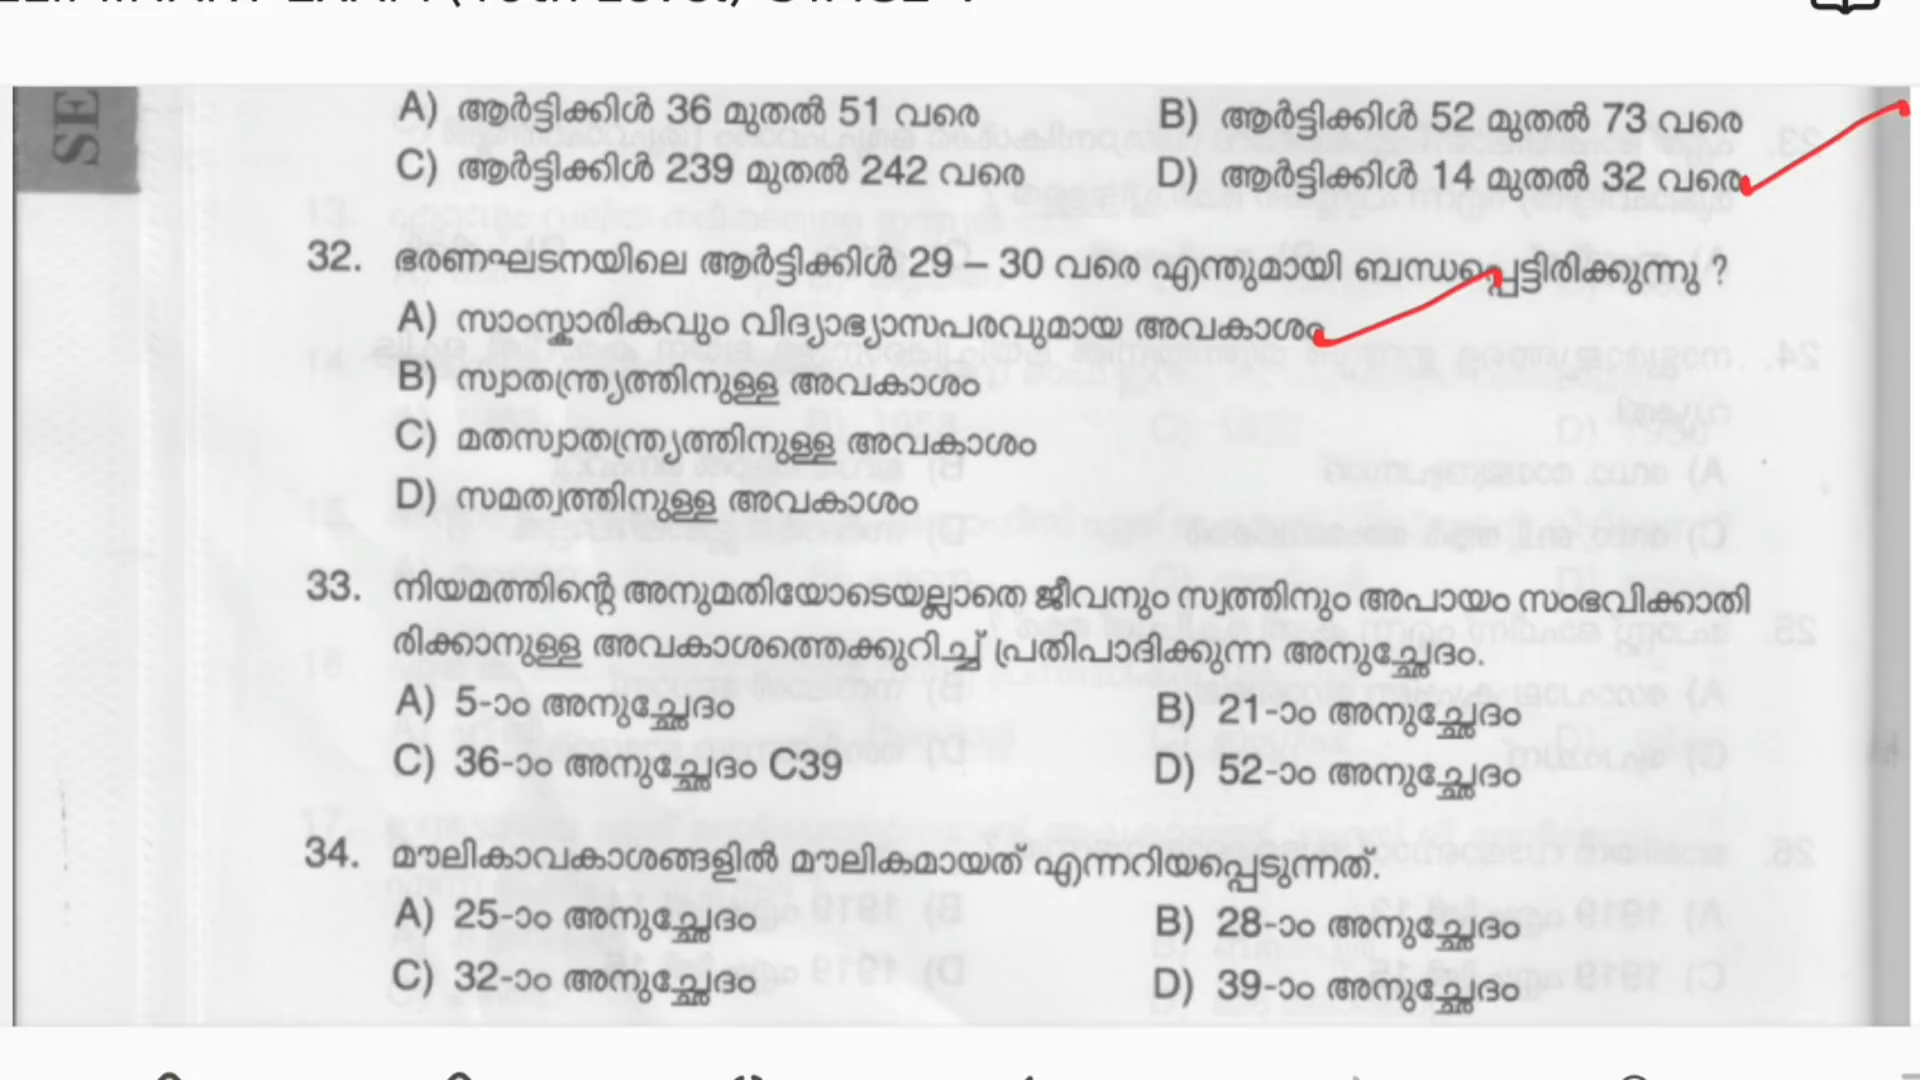 SE
A) ആർട്ടിക്കിൾ 36 മുതൽ 51 വരെ
B) ആർട്ടിക്കിൾ 52 മുതൽ 73 വരെ
C) ആർട്ടിക്കിൾ 239 മുതൽ 242 വരെ
D) ആർട്ടിക്കിൾ 14 മുതൽ 32 വരെ
32. ഭരണഘടനയിലെ ആർട്ടിക്കിൾ 29 – 30 വരെ എന്തുമായി ബന്ധപ്പെട്ടിരിക്കുന്നു ?
A) സാംസ്കാരികവും വിദ്യാഭ്യാസപരവുമായ അവകാശം
B) സ്വാതന്ത്ര്യത്തിനുള്ള അവകാശം
C) മതസ്വാതന്ത്ര്യത്തിനുള്ള അവകാശം
D) സമത്വത്തിനുള്ള അവകാശം
33. നിയമത്തിന്റെ അനുമതിയോടെയല്ലാതെ ജീവനും സ്വത്തിനും അപായം സംഭവിക്കാതി
രിക്കാനുള്ള അവകാശത്തെക്കുറിച്ച് പ്രതിപാദിക്കുന്ന അനുച്ഛേദം.
A) 5-ാം അനുച്ഛേദം
B) 21-ാം അനുച്ഛേദം
C) 36-ാം അനുച്ഛേദം C39
D) 52-ാം അനുച്ഛേദം
34. മൗലികാവകാശങ്ങളിൽ മൗലികമായത് എന്നറിയപ്പെടുന്നത്.
A) 25-ാം അനുച്ഛേദം
B) 28-ാം അനുച്ഛേദം
C) 32-ാം അനുച്ഛേദം
D) 39-ാം അനുച്ഛേദം